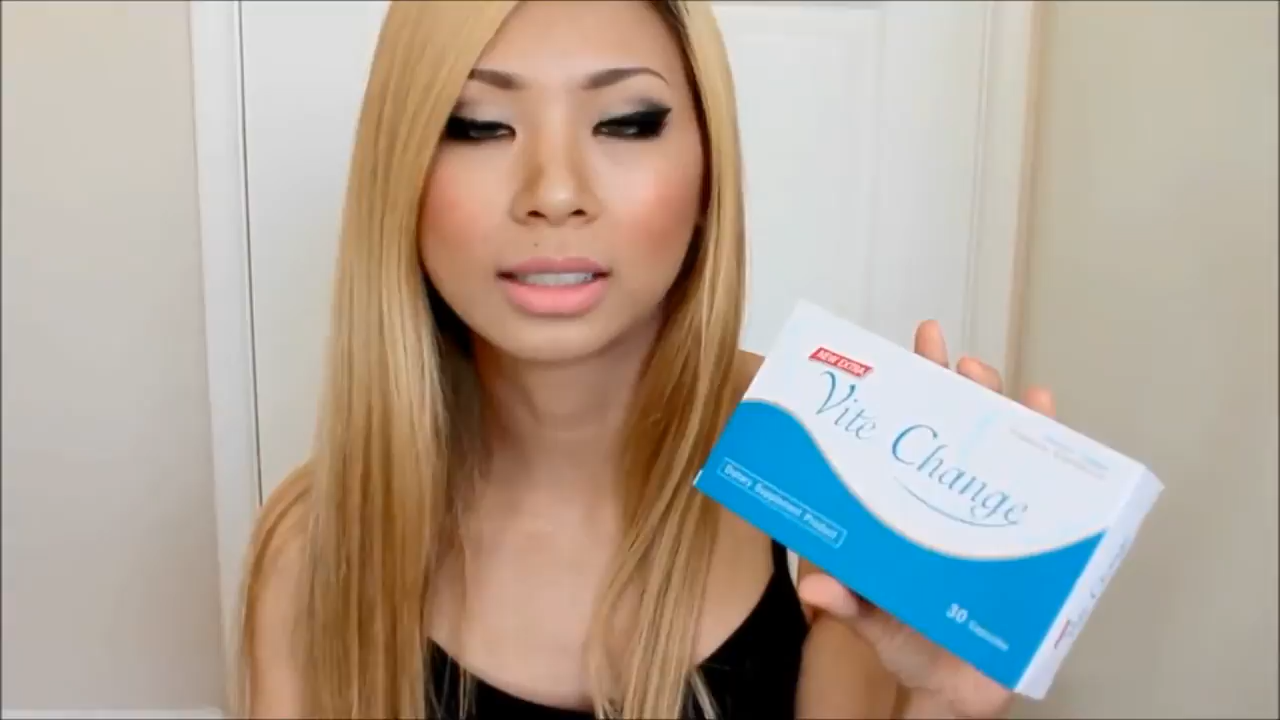 NEW EXTRA
Vite Change
Dietary Supplement Product
30 Capsules